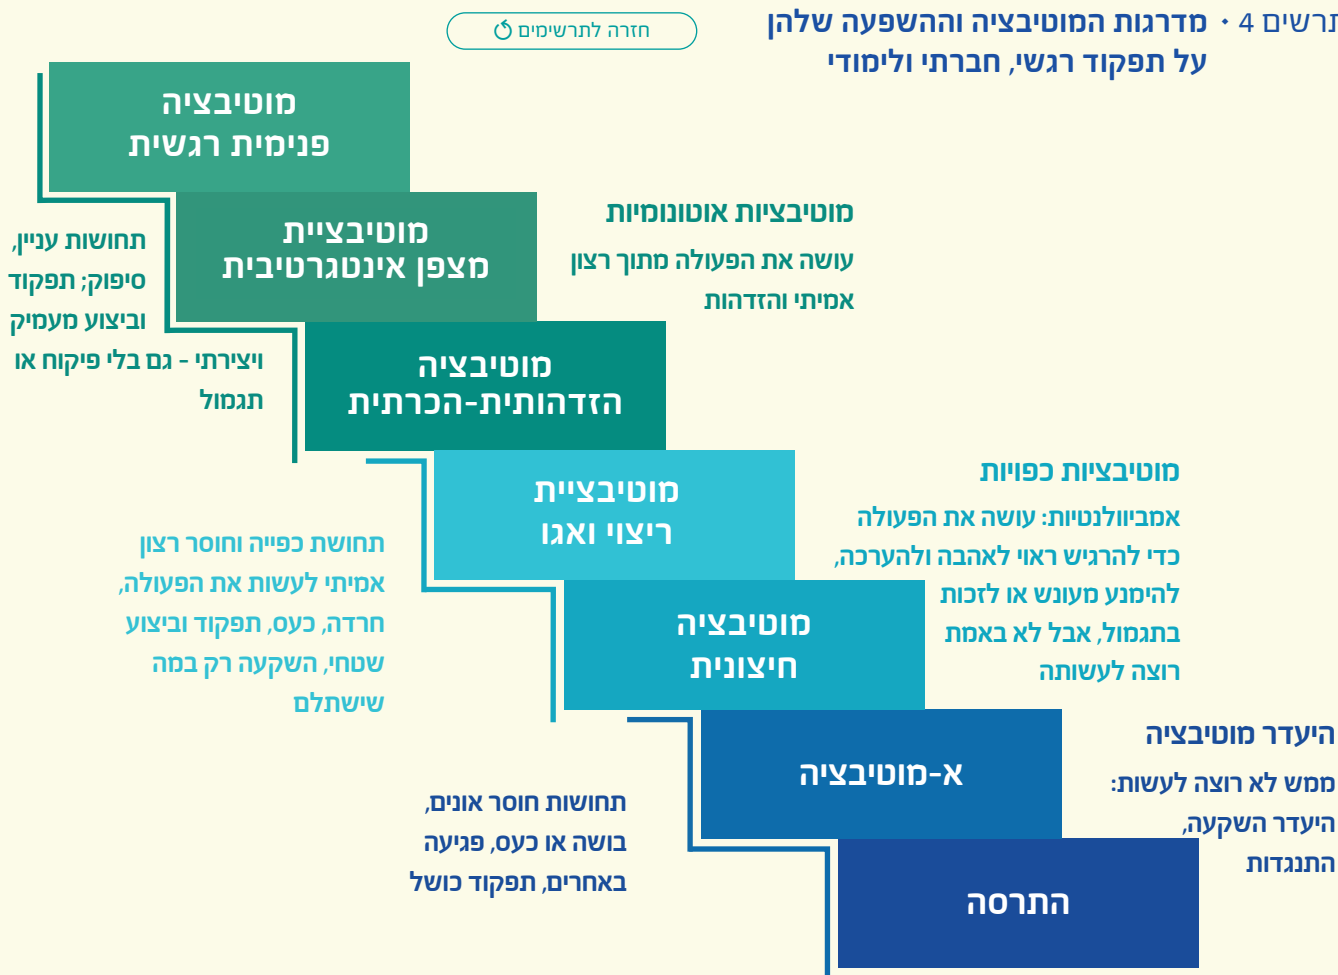 תרשים 4 • מדרגות המוטיבציה וההשפעה שלהן
על תפקוד רגשי, חברתי ולימודי
חזרה לתרשימים
מוטיבציה
פנימית רגשית
מוטיבציית
מצפן אינטגרטיבית
מוטיבציה
הזדהותית-הכרתית
מוטיבציות אוטונומיות
עושה את הפעולה מתוך רצון
אמיתי והזדהות
תחושות עניין,
סיפוק; תפקוד
וביצוע מעמיק
ויצירתי - גם בלי פיקוח או
תגמול
מוטיבציית
ריצוי ואגו
מוטיבציה
חיצונית
מוטיבציות כפויות
אמביוולנטיות: עושה את הפעולה
כדי להרגיש ראוי לאהבה ולהערכה,
להימנע מעונש או לזכות
בתגמול, אבל לא באמת
רוצה לעשותה
תחושת כפייה וחוסר רצון
אמיתי לעשות את הפעולה,
חרדה, כעס, תפקוד וביצוע
שטחי, השקעה רק במה
שישתלם
א-מוטיבציה
התרסה
היעדר מוטיבציה
ממש לא רוצה לעשות:
היעדר השקעה,
התנגדות
תחושות חוסר אונים,
בושה או כעס, פגיעה
באחרים, תפקוד כושל